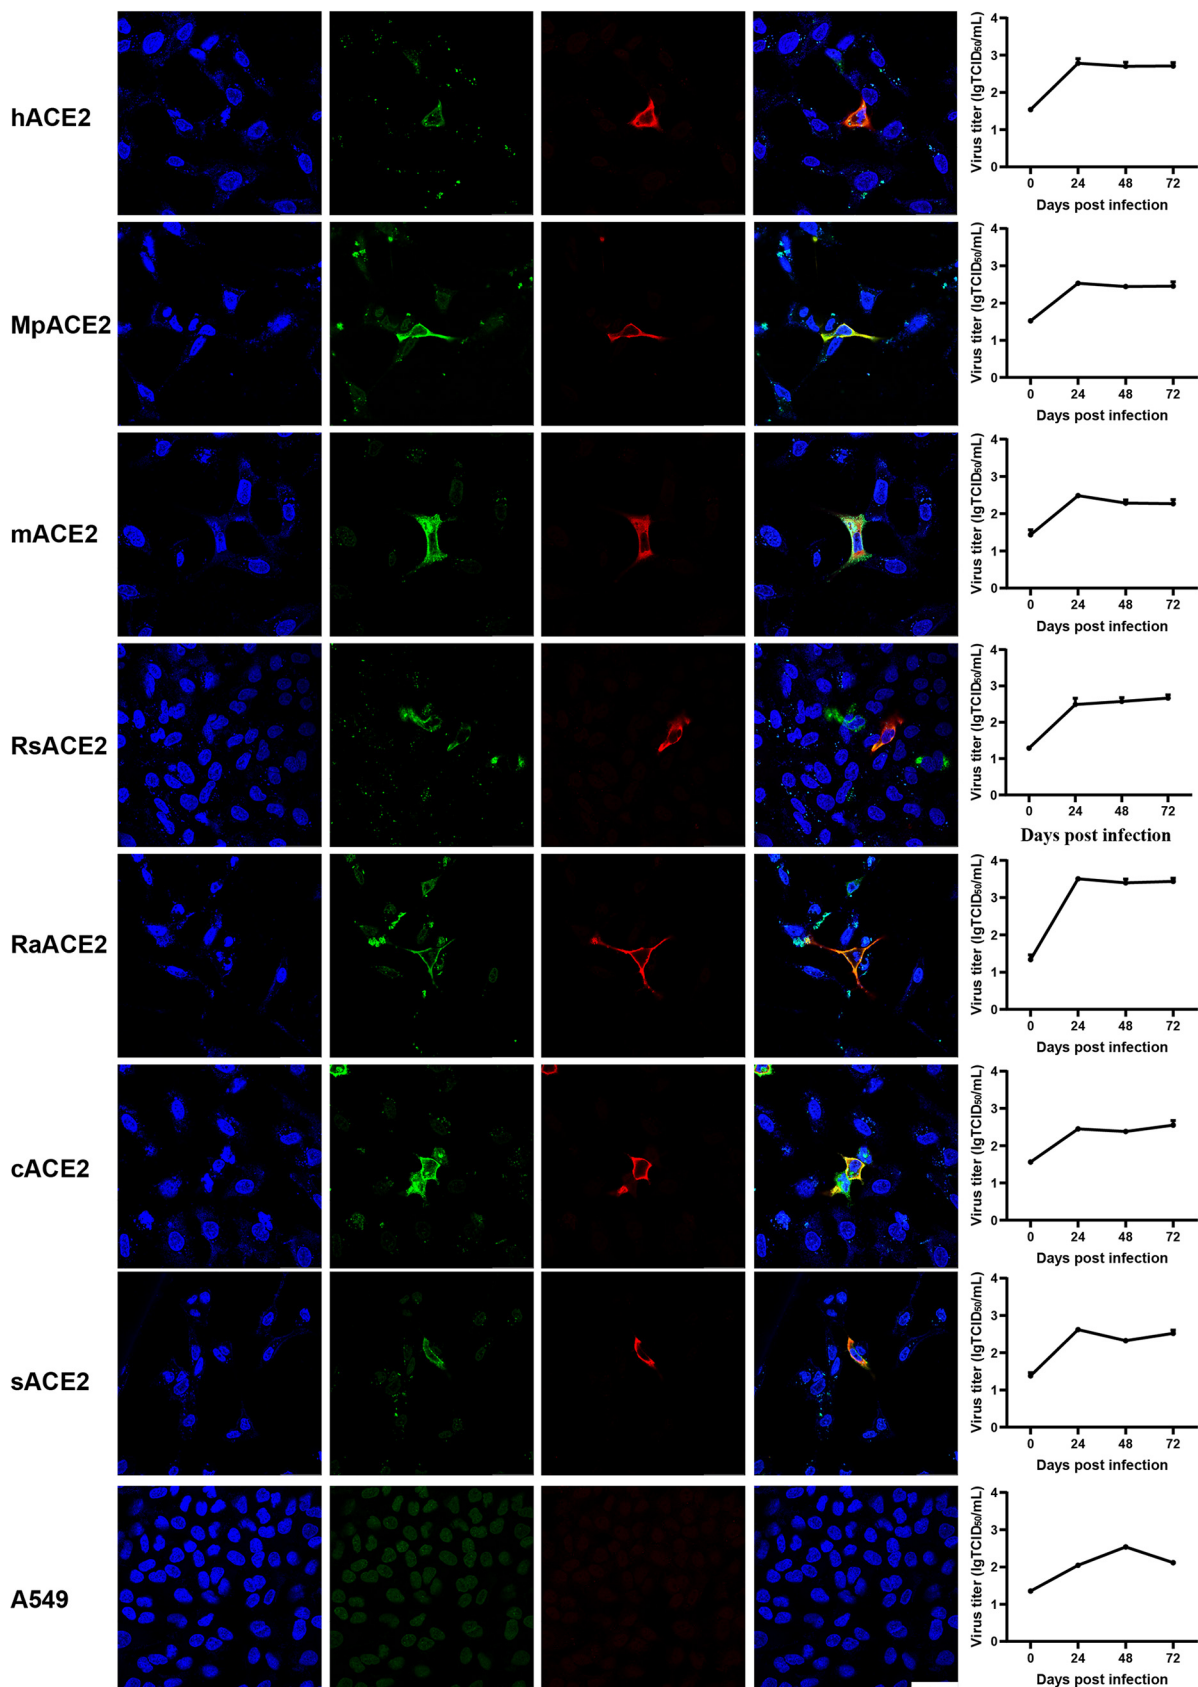 hACE2
Virus titer (lgTCID₅₀/mL)
4
3
2
1
0
0 24 48 72
Days post infection
MpACE2
Virus titer (lgTCID₅₀/mL)
4
3
2
1
0
0 24 48 72
Days post infection
mACE2
Virus titer (lgTCID₅₀/mL)
4
3
2
1
0
0 24 48 72
Days post infection
RsACE2
Virus titer (lgTCID₅₀/mL)
4
3
2
1
0
0 24 48 72
Days post infection
RaACE2
Virus titer (lgTCID₅₀/mL)
4
3
2
1
0
0 24 48 72
Days post infection
cACE2
Virus titer (lgTCID₅₀/mL)
4
3
2
1
0
0 24 48 72
Days post infection
sACE2
Virus titer (lgTCID₅₀/mL)
4
3
2
1
0
0 24 48 72
Days post infection
A549
Virus titer (lgTCID₅₀/mL)
4
3
2
1
0
0 24 48 72
Days post infection